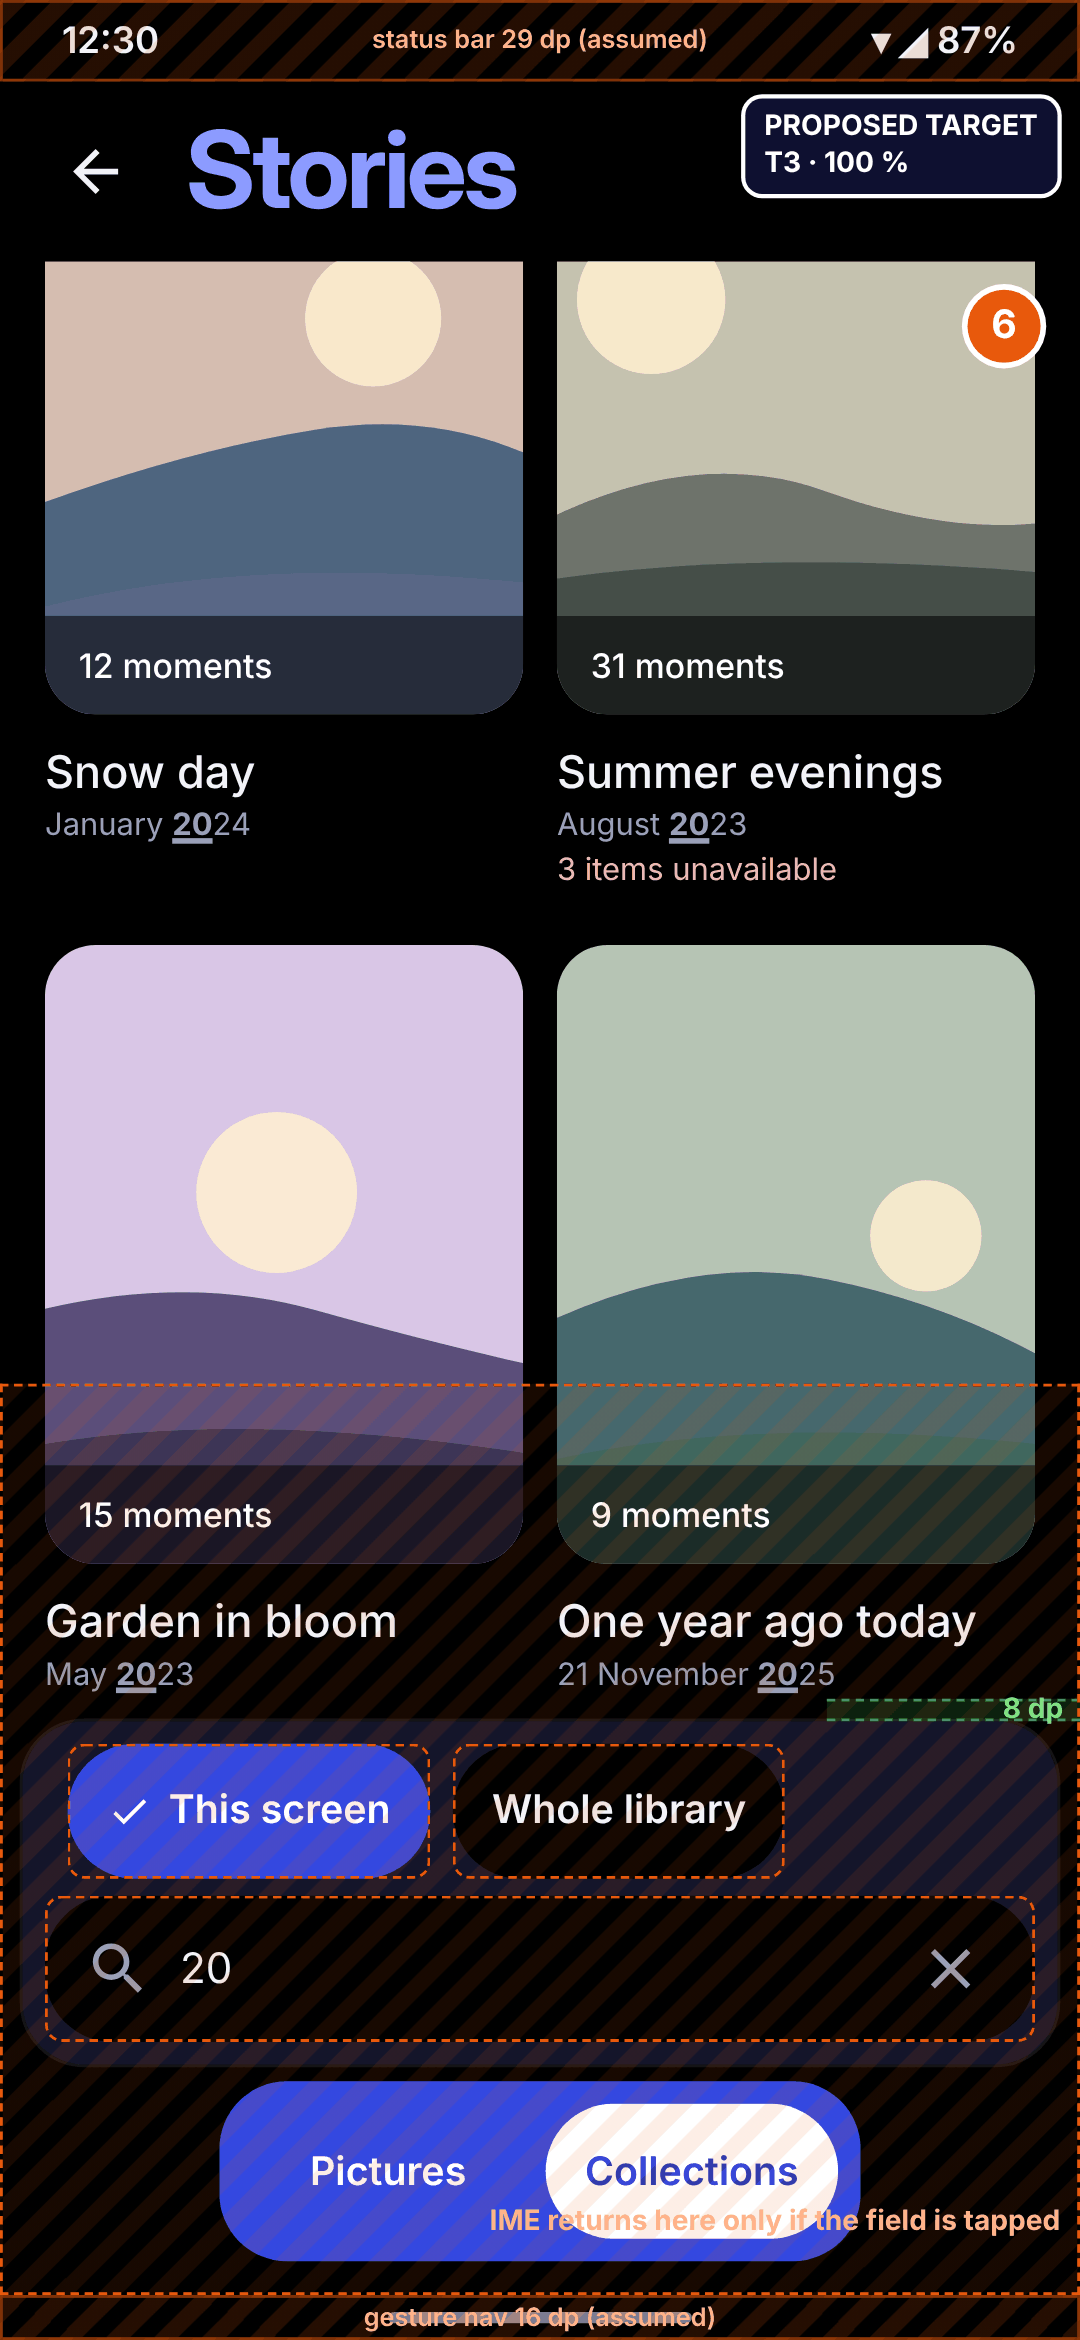 12:30
status bar 29 dp (assumed)
87%
Stories
PROPOSED TARGET
T3 · 100 %
6
12 moments
31 moments
Snow day
January 2024
Summer evenings
August 2023
3 items unavailable
15 moments
9 moments
Garden in bloom
May 2023
One year ago today
21 November 2025
8 dp
This screen
Whole library
20
Pictures
Collections
IME returns here only if the field is tapped
gesture nav 16 dp (assumed)